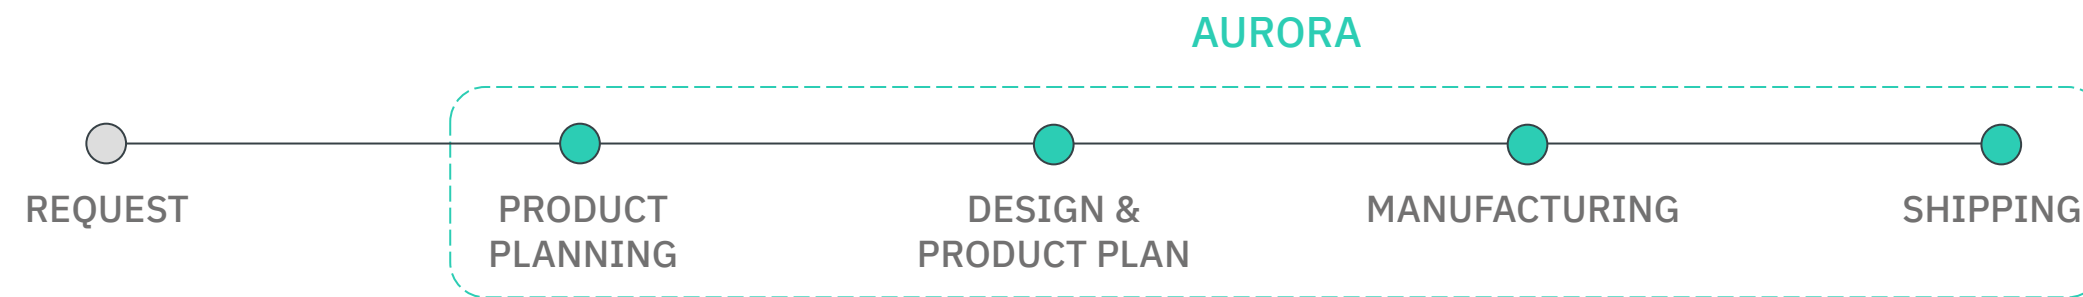 AURORA
REQUEST
PRODUCT
PLANNING
DESIGN &
PRODUCT PLAN
MANUFACTURING
SHIPPING